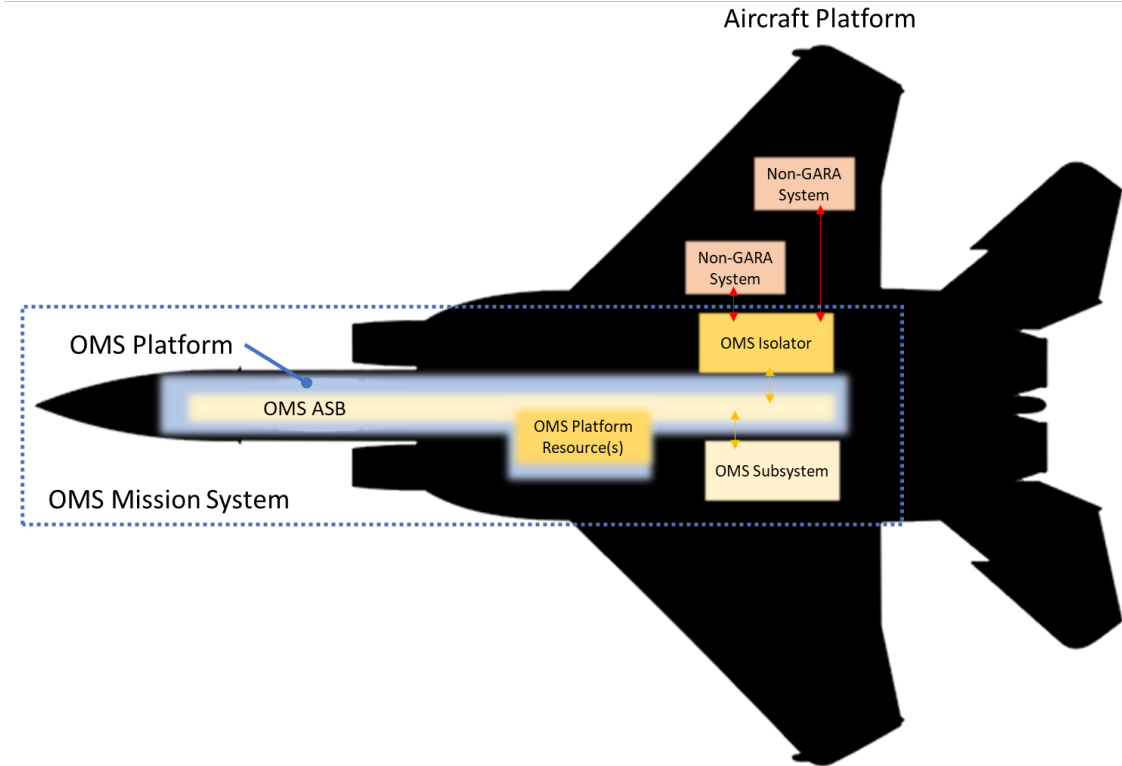 Aircraft Platform
Non-GARA
System
Non-GARA
System
OMS Isolator
OMS Platform
OMS ASB
OMS Platform
Resource(s)
OMS Subsystem
OMS Mission System